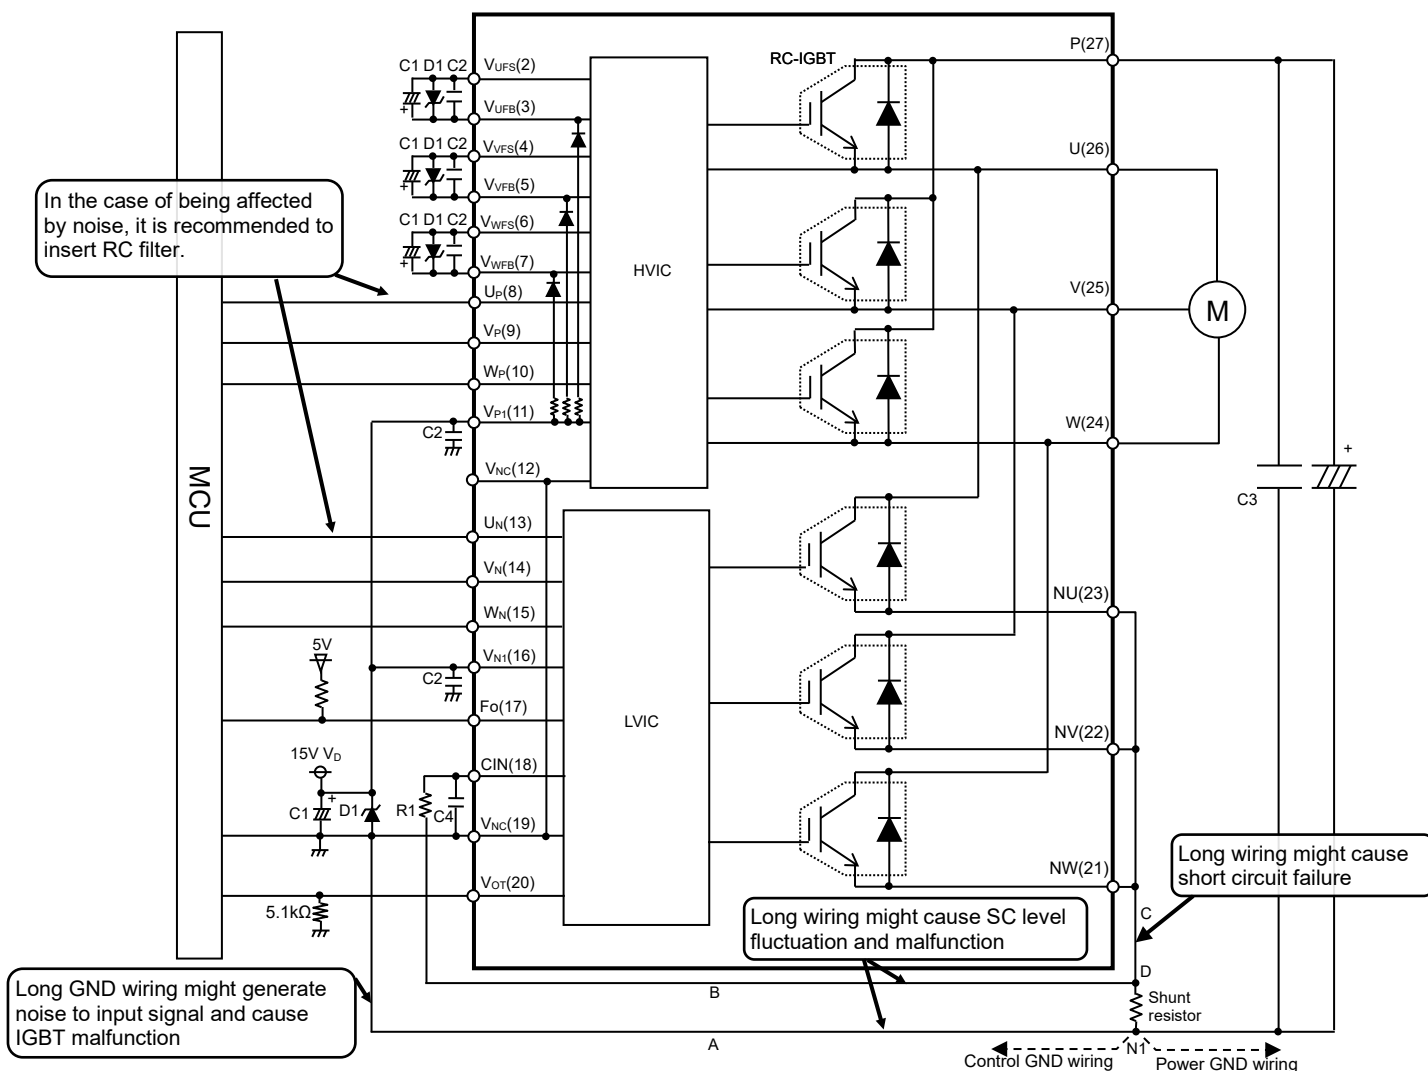 RC-IGBT
P(27)
C1 D1 C2
VUFS(2)
+
VUFB(3)
C1 D1 C2
VVFS(4)
U(26)
+
VVFB(5)
In the case of being affected
by noise, it is recommended to
insert RC filter.
C1 D1 C2
VWFS(6)
+
VWFB(7)
HVIC
UP(8)
V(25)
M
VP(9)
WP(10)
VP1(11)
C2
W(24)
+
MCU
VNC(12)
C3
UN(13)
VN(14)
NU(23)
WN(15)
5V
VN1(16)
C2
Fo(17)
LVIC
NV(22)
15V VD
CIN(18)
+
C1
D1
R1
C4
VNC(19)
Long wiring might cause
short circuit failure
NW(21)
VOT(20)
5.1kΩ
Long wiring might cause SC level
fluctuation and malfunction
C
D
Long GND wiring might generate
noise to input signal and cause
IGBT malfunction
B
Shunt
resistor
A
N1
Control GND wiring
Power GND wiring